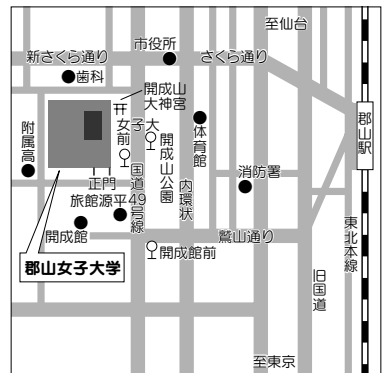 至仙台
市役所
新さくら通り
さくら通り
歯科
開成山
大神宮
女子大前
開成山公園
体育館
郡山駅
附属高
消防署
正門
旅館源平
国道49号線
内環状
開成館
鷲山通り
開成館前
東北本線
旧国道
郡山女子大学
至東京